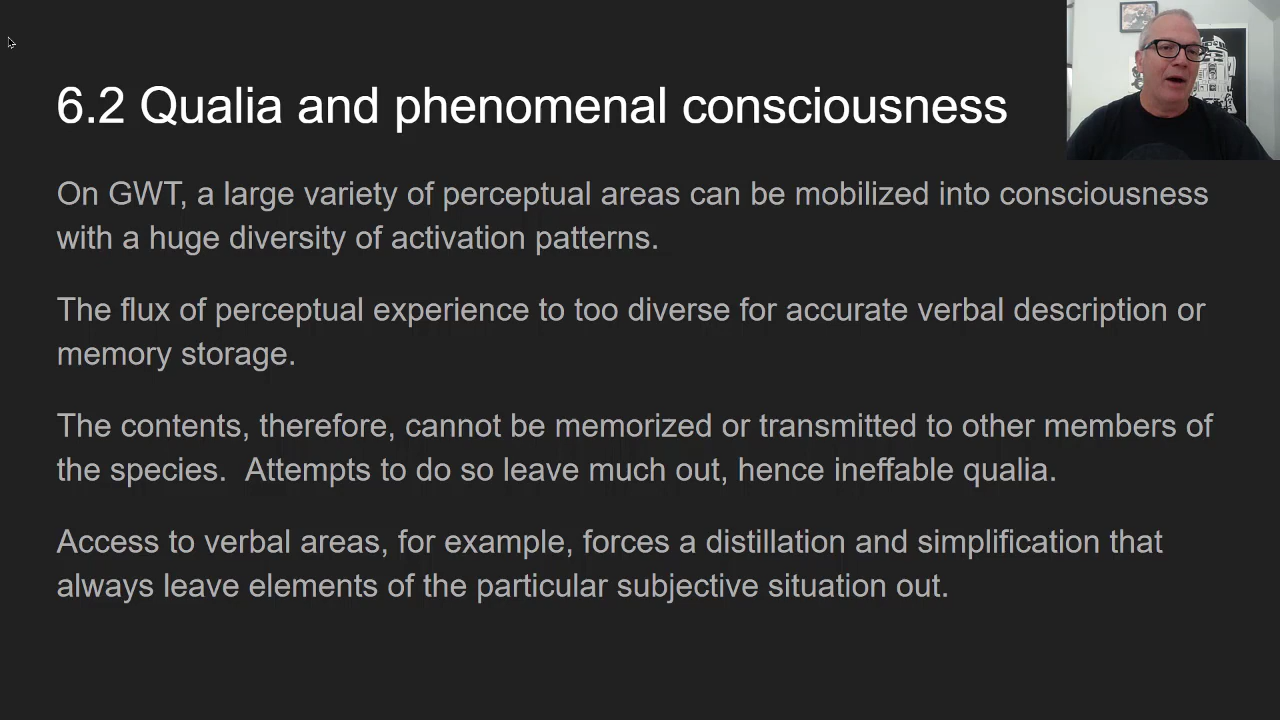 6.2 Qualia and phenomenal consciousness
On GWT, a large variety of perceptual areas can be mobilized into consciousness
with a huge diversity of activation patterns.
The flux of perceptual experience to too diverse for accurate verbal description or
memory storage.
The contents, therefore, cannot be memorized or transmitted to other members of
the species.  Attempts to do so leave much out, hence ineffable qualia.
Access to verbal areas, for example, forces a distillation and simplification that
always leave elements of the particular subjective situation out.